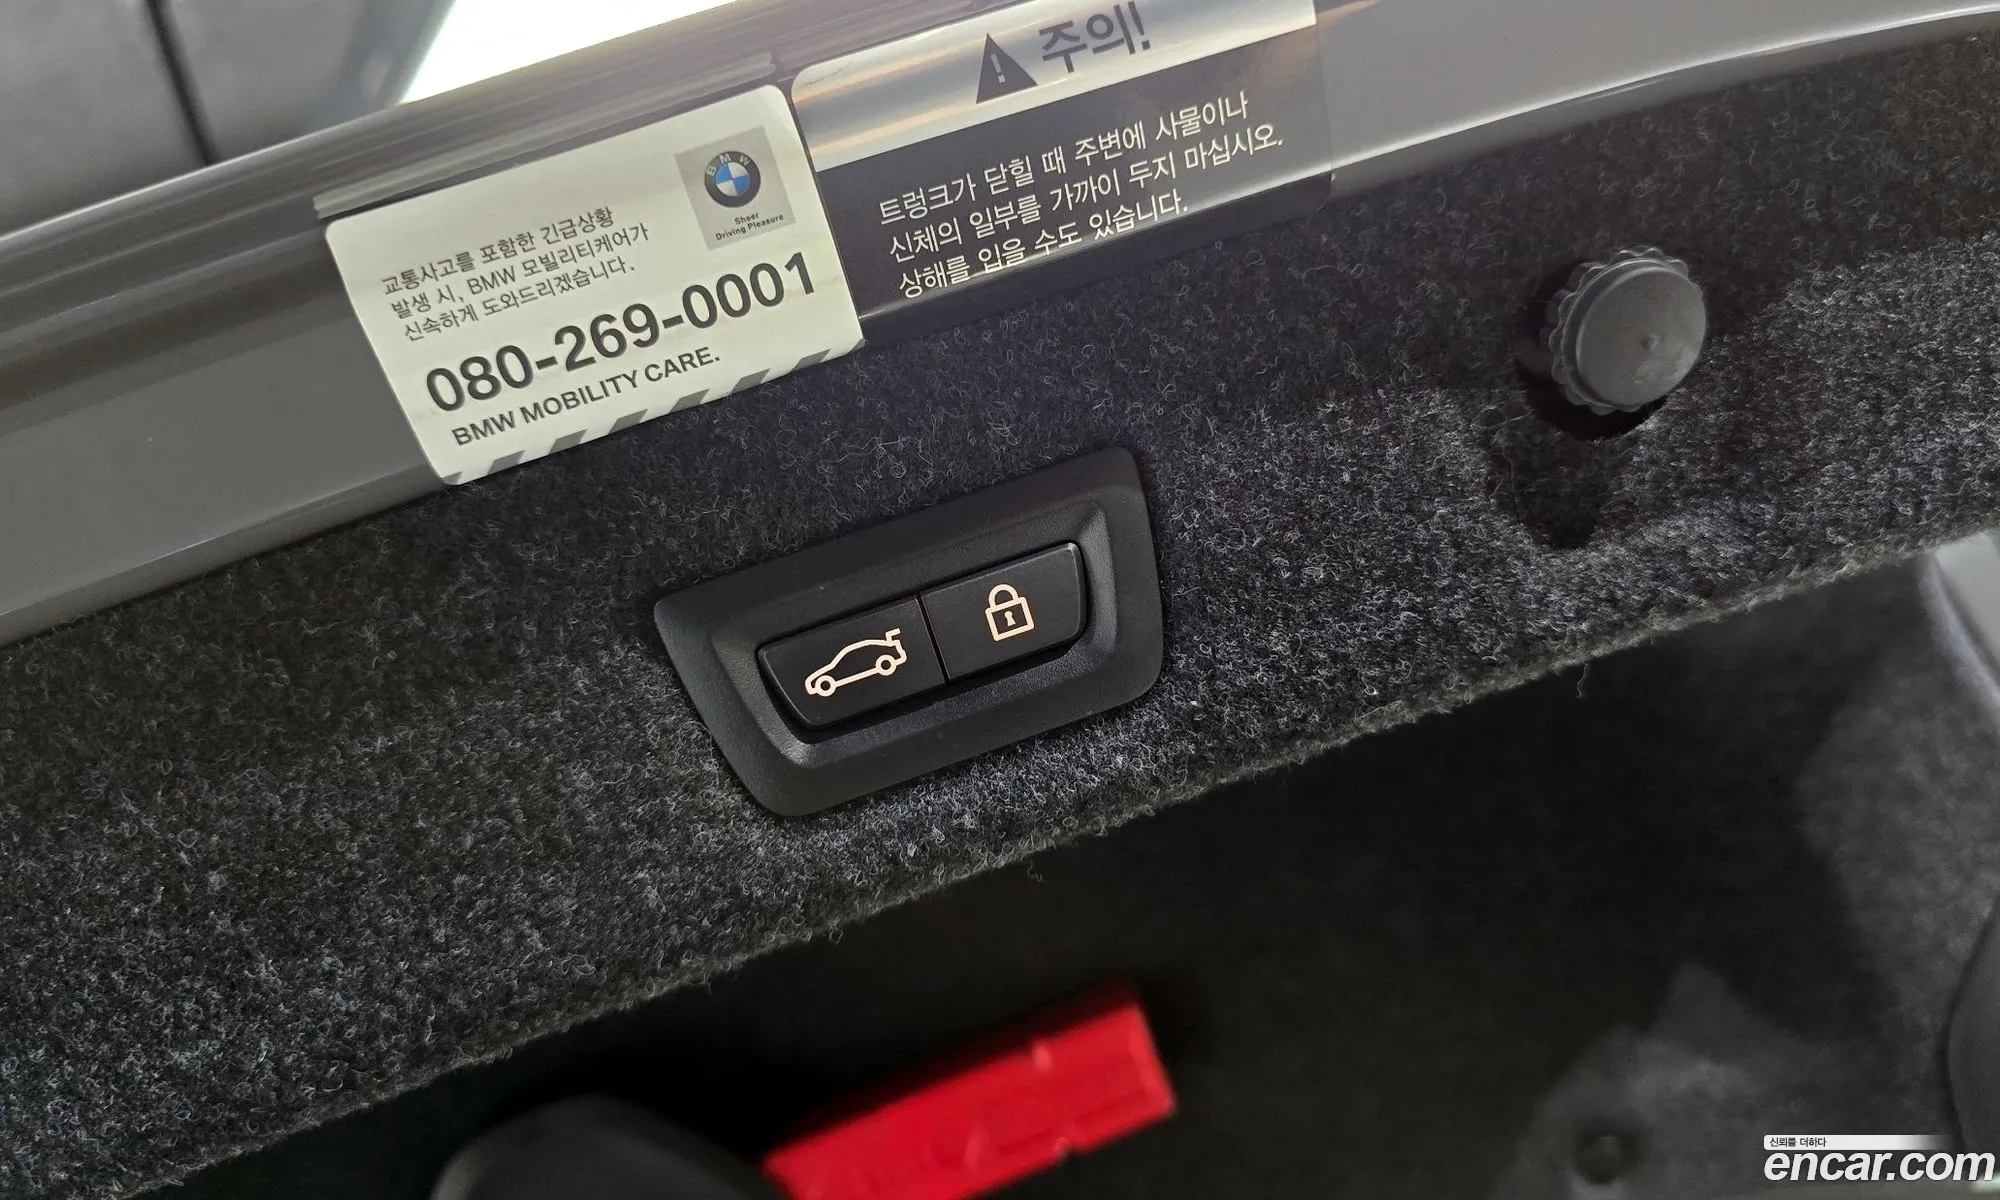 교통사고를 포함한 긴급상황
발생 시, BMW 모빌리티케어가
신속하게 도와드리겠습니다.
080-269-0001
BMW MOBILITY CARE.
BMW
Sheer
Driving Pleasure
주의!
트렁크가 닫힐 때 주변에 사물이나
신체의 일부를 가까이 두지 마십시오.
상해를 입을 수도 있습니다.
신뢰를 더하다
encar.com